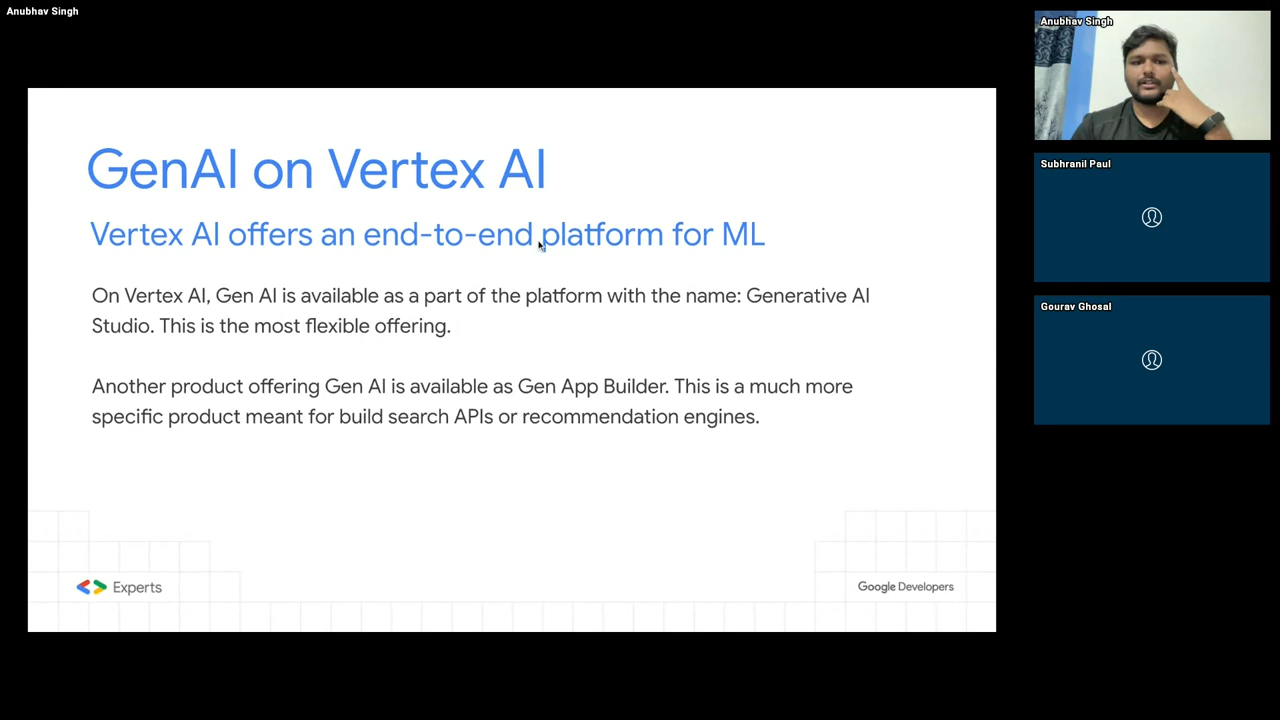 Anubhav Singh
Anubhav Singh
GenAI on Vertex AI
Subhranil Paul
Vertex AI offers an end-to-end platform for ML
On Vertex AI, Gen AI is available as a part of the platform with the name: Generative AI
Studio. This is the most flexible offering.
Gourav Ghosal
Another product offering Gen AI is available as Gen App Builder. This is a much more
specific product meant for build search APIs or recommendation engines.
Experts
Google Developers